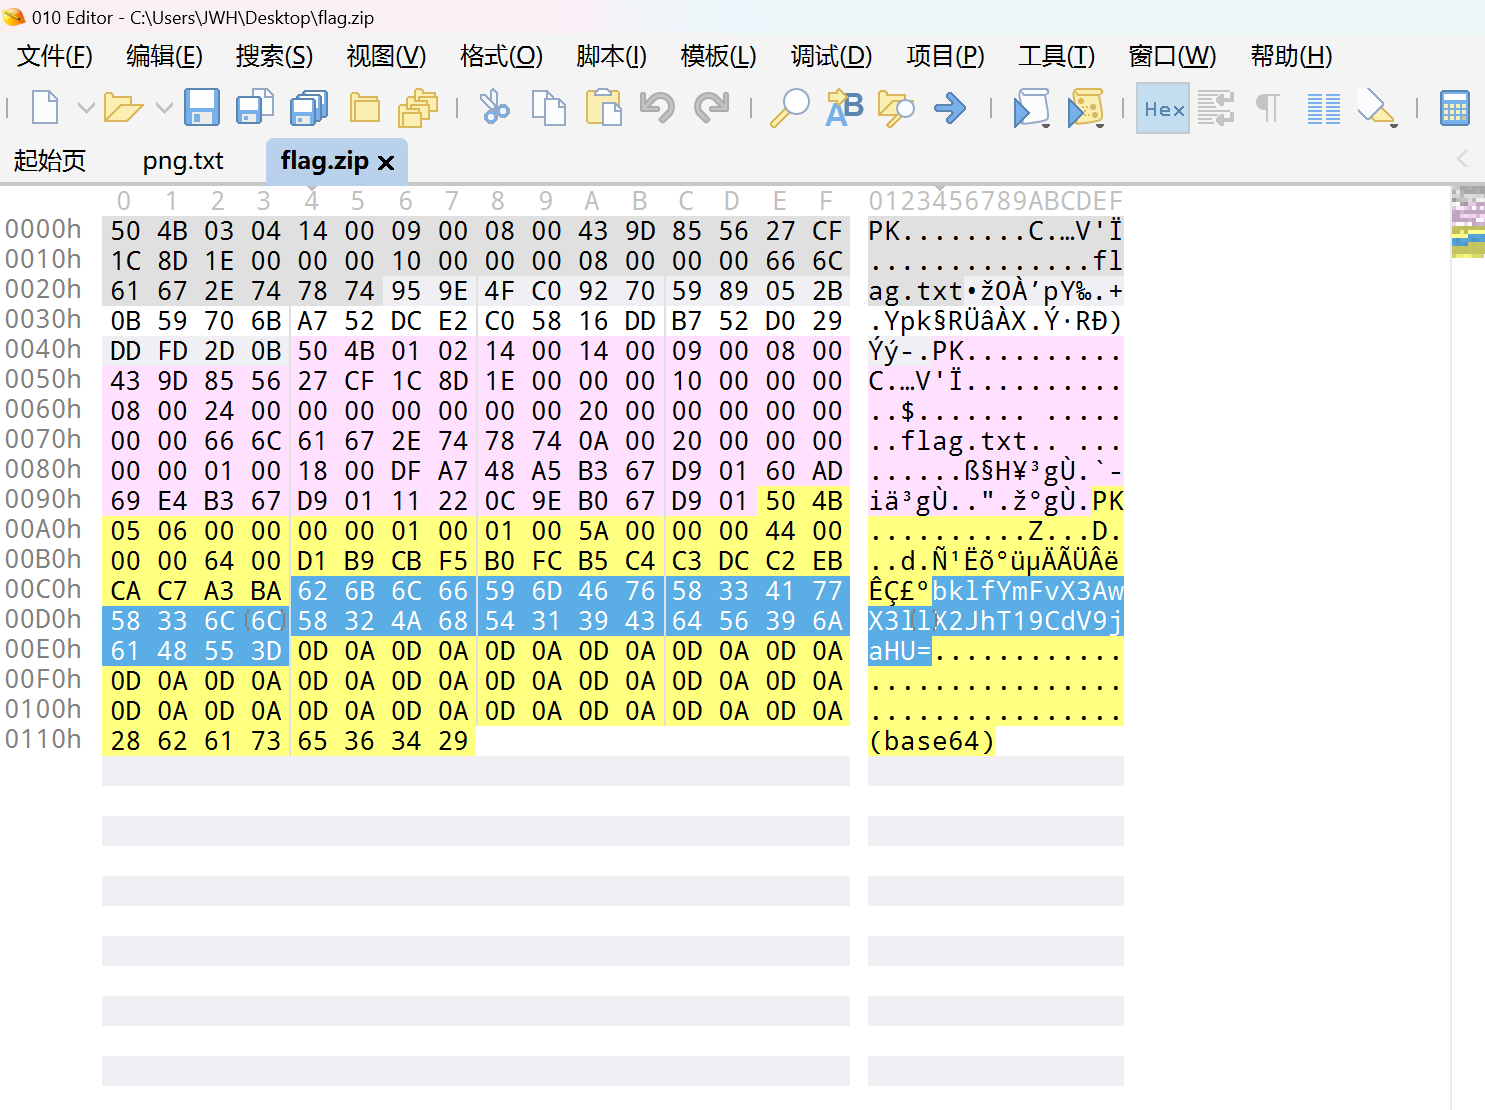 010 Editor - C:\Users\JWH\Desktop\flag.zip
文件(F) 编辑(E) 搜索(S) 视图(V) 格式(O) 脚本(I) 模板(L) 调试(D) 项目(P) 工具(T) 窗口(W) 帮助(H)
Hex
起始页 png.txt flag.zip ×
0 1 2 3 4 5 6 7 8 9 A B C D E F 0123456789ABCDEF
0000h 50 4B 03 04 14 00 09 00 08 00 43 9D 85 56 27 CF PK........C.…V'Ï
0010h 1C 8D 1E 00 00 00 10 00 00 00 08 00 00 00 66 6C ..............fl
0020h 61 67 2E 74 78 74 95 9E 4F C0 92 70 59 89 05 2B ag.txt•žOÀ’pY‰.+
0030h 0B 59 70 6B A7 52 DC E2 C0 58 16 DD B7 52 D0 29 .Ypk§RÜâÀX.Ý·RÐ)
0040h DD FD 2D 0B 50 4B 01 02 14 00 14 00 09 00 08 00 Ýý-.PK..........
0050h 43 9D 85 56 27 CF 1C 8D 1E 00 00 00 10 00 00 00 C.…V'Ï..........
0060h 08 00 24 00 00 00 00 00 00 00 20 00 00 00 00 00 ..$....... .....
0070h 00 00 66 6C 61 67 2E 74 78 74 0A 00 20 00 00 00 ..flag.txt.. ...
0080h 00 00 01 00 18 00 DF A7 48 A5 B3 67 D9 01 60 AD ......ß§H¥³gÙ.`-
0090h 69 E4 B3 67 D9 01 11 22 0C 9E B0 67 D9 01 50 4B iä³gÙ..".ž°gÙ.PK
00A0h 05 06 00 00 00 00 01 00 01 00 5A 00 00 00 44 00 ..........Z...D.
00B0h 00 00 64 00 D1 B9 CB F5 B0 FC B5 C4 C3 DC C2 EB ..d.Ñ¹Ëõ°üµÄÃÜÂë
00C0h CA C7 A3 BA 62 6B 6C 66 59 6D 46 76 58 33 41 77 ÊÇ£ºbklfYmFvX3Aw
00D0h 58 33 6C 6C 58 32 4A 68 54 31 39 43 64 56 39 6A X3llX2JhT19CdV9j
00E0h 61 48 55 3D 0D 0A 0D 0A 0D 0A 0D 0A 0D 0A 0D 0A aHU=............
00F0h 0D 0A 0D 0A 0D 0A 0D 0A 0D 0A 0D 0A 0D 0A 0D 0A ................
0100h 0D 0A 0D 0A 0D 0A 0D 0A 0D 0A 0D 0A 0D 0A 0D 0A ................
0110h 28 62 61 73 65 36 34 29 (base64)